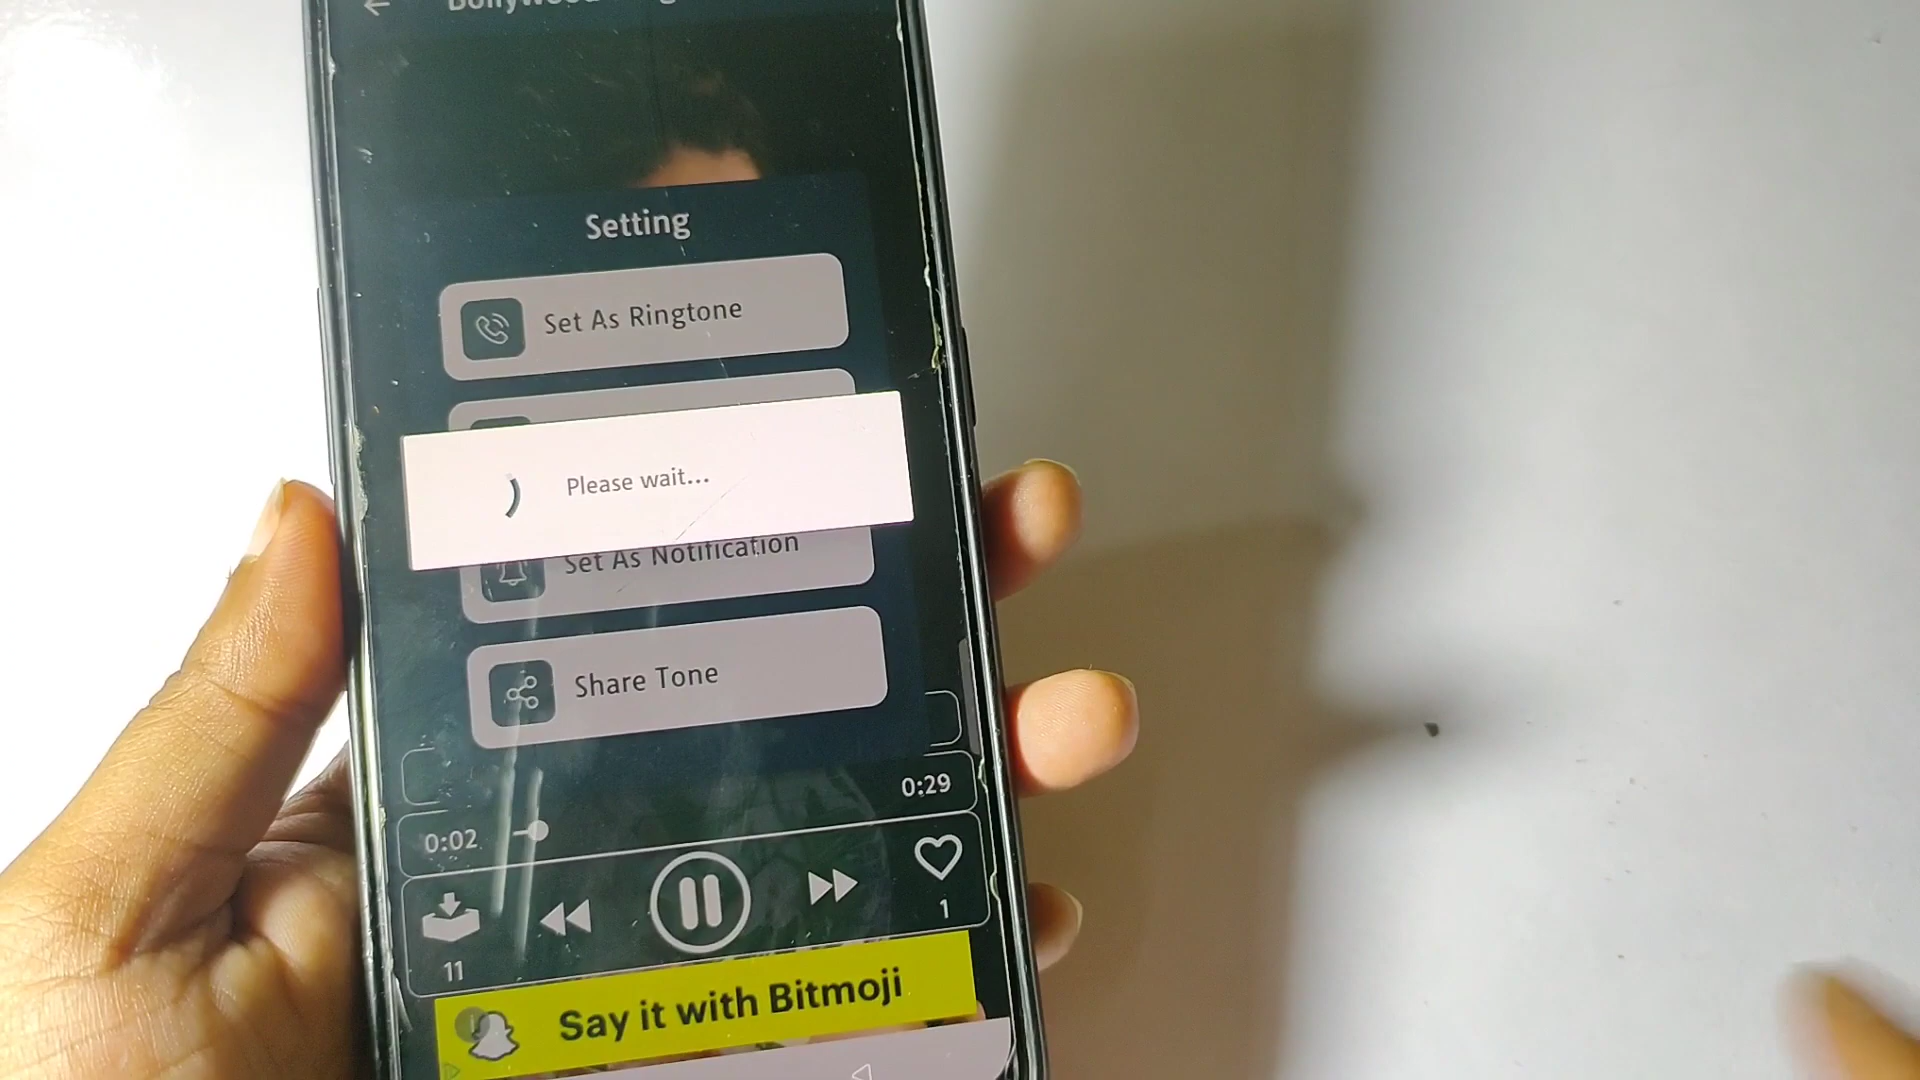 Setting
Set As Ringtone
Please wait...
Set As Notification
Share Tone
0:29
0:02
1
11
Say it with Bitmoji